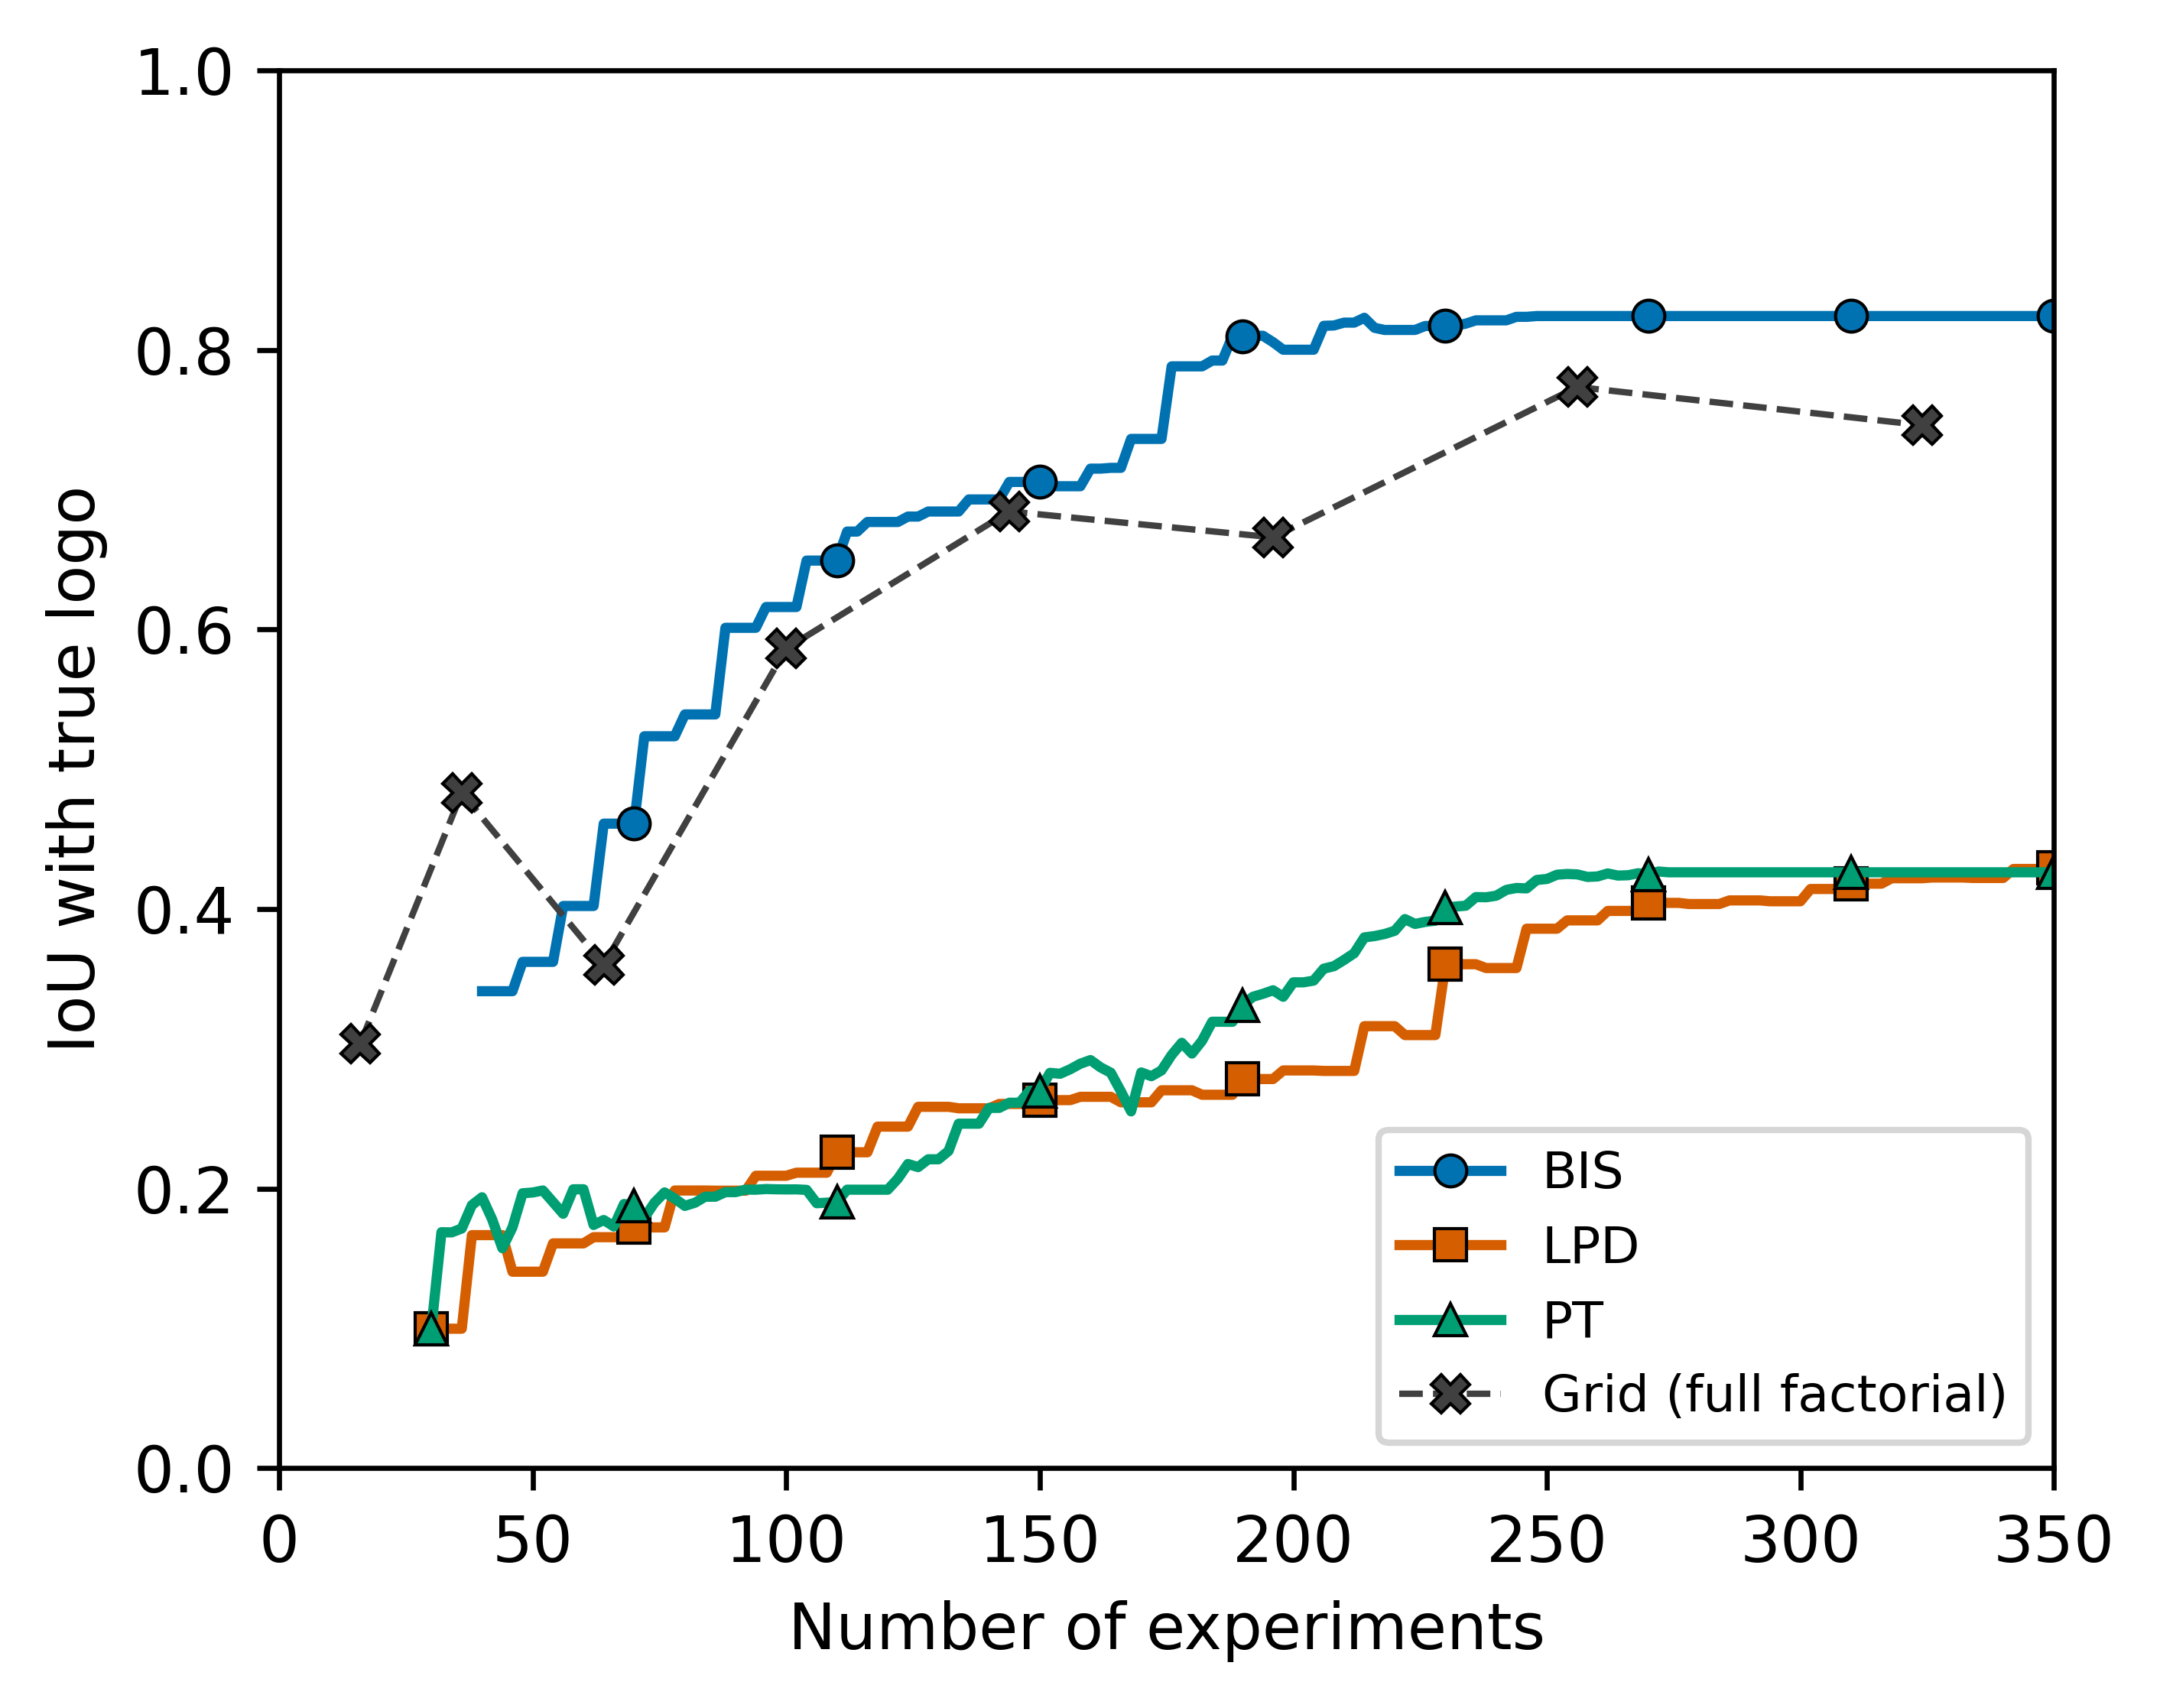 1.0
0.8
0.6
0.4
0.2
0.0
IoU with true logo
0 50 100 150 200 250 300 350
Number of experiments
BIS
LPD
PT
Grid (full factorial)